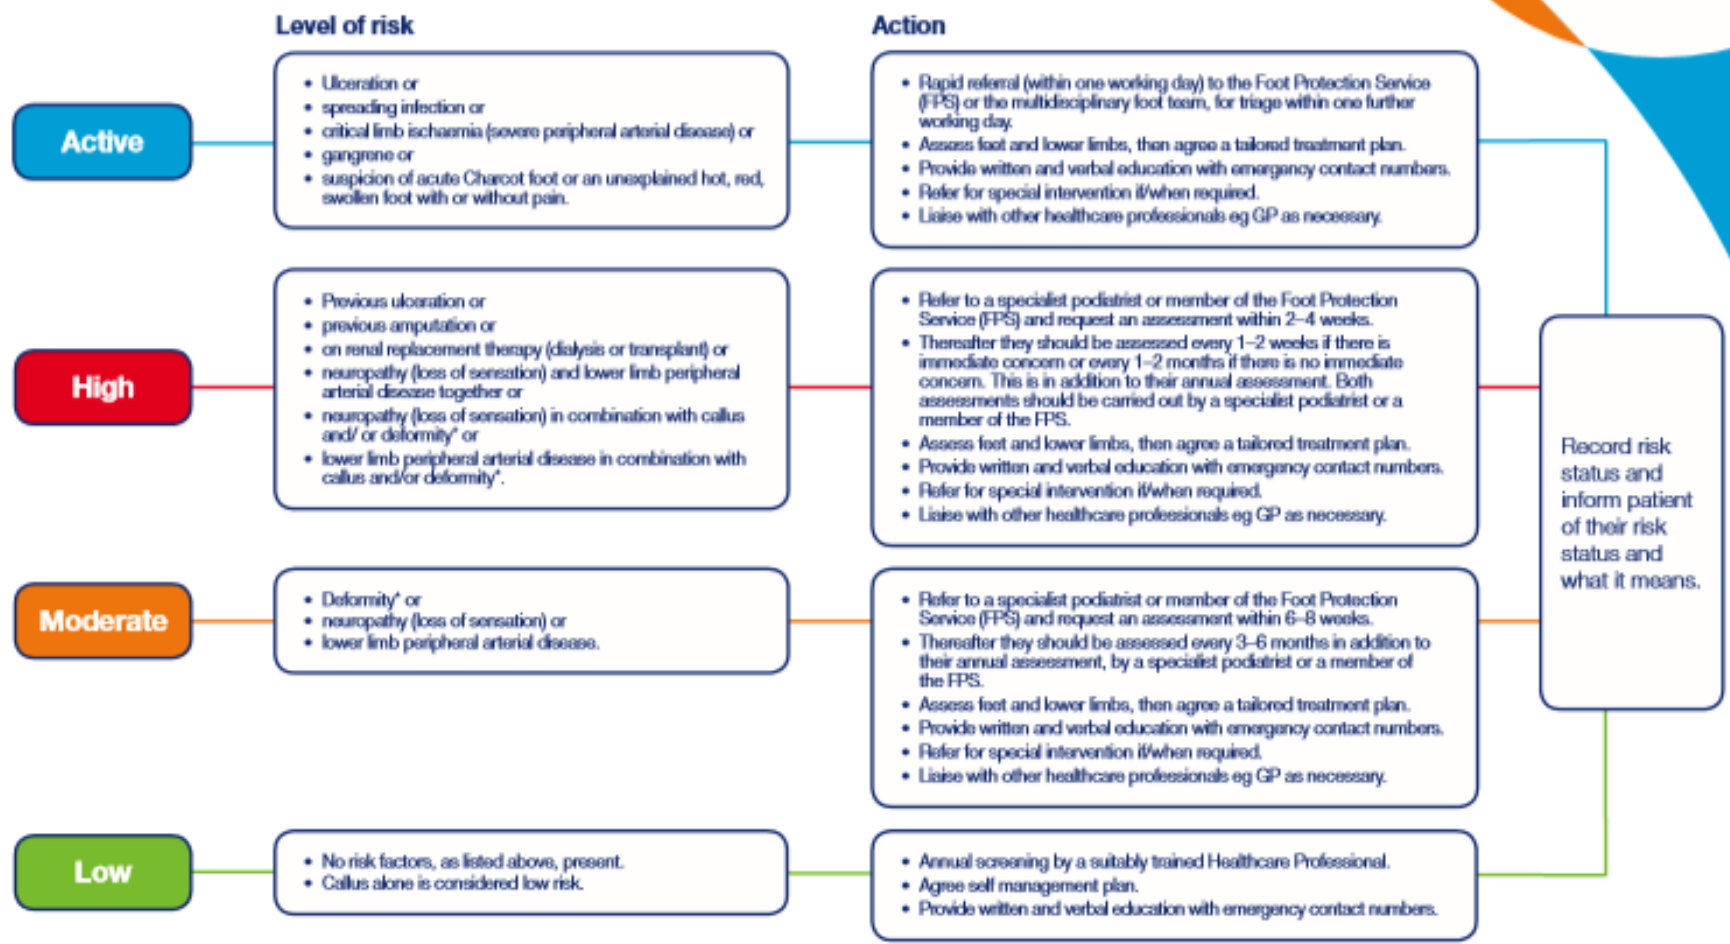 Level of risk
Action
Active
• Ulceration or
• spreading infection or
• critical limb ischaemia (severe peripheral arterial disease) or
• gangrene or
• suspicion of acute Charcot foot or an unexplained hot, red,
swollen foot with or without pain.
• Rapid referral (within one working day) to the Foot Protection Service
(FPS) or the multidisciplinary foot team, for triage within one further
working day.
• Assess feet and lower limbs, then agree a tailored treatment plan.
• Provide written and verbal education with emergency contact numbers.
• Refer for special intervention if/when required.
• Liaise with other healthcare professionals eg GP as necessary.
High
• Previous ulceration or
• previous amputation or
• on renal replacement therapy (dialysis or transplant) or
• neuropathy (loss of sensation) and lower limb peripheral
arterial disease together or
• neuropathy (loss of sensation) in combination with callus
and/ or deformity* or
• lower limb peripheral arterial disease in combination with
callus and/or deformity*.
• Refer to a specialist podiatrist or member of the Foot Protection
Service (FPS) and request an assessment within 2–4 weeks.
• Thereafter they should be assessed every 1–2 weeks if there is
immediate concern or every 1–2 months if there is no immediate
concern. This is in addition to their annual assessment. Both
assessments should be carried out by a specialist podiatrist or a
member of the FPS.
• Assess feet and lower limbs, then agree a tailored treatment plan.
• Provide written and verbal education with emergency contact numbers.
• Refer for special intervention if/when required.
• Liaise with other healthcare professionals eg GP as necessary.
Moderate
• Deformity* or
• neuropathy (loss of sensation) or
• lower limb peripheral arterial disease.
• Refer to a specialist podiatrist or member of the Foot Protection
Service (FPS) and request an assessment within 6–8 weeks.
• Thereafter they should be assessed every 3–6 months in addition to
their annual assessment, by a specialist podiatrist or a member of
the FPS.
• Assess feet and lower limbs, then agree a tailored treatment plan.
• Provide written and verbal education with emergency contact numbers.
• Refer for special intervention if/when required.
• Liaise with other healthcare professionals eg GP as necessary.
Low
• No risk factors, as listed above, present.
• Callus alone is considered low risk.
• Annual screening by a suitably trained Healthcare Professional.
• Agree self management plan.
• Provide written and verbal education with emergency contact numbers.
Record risk
status and
inform patient
of their risk
status and
what it means.